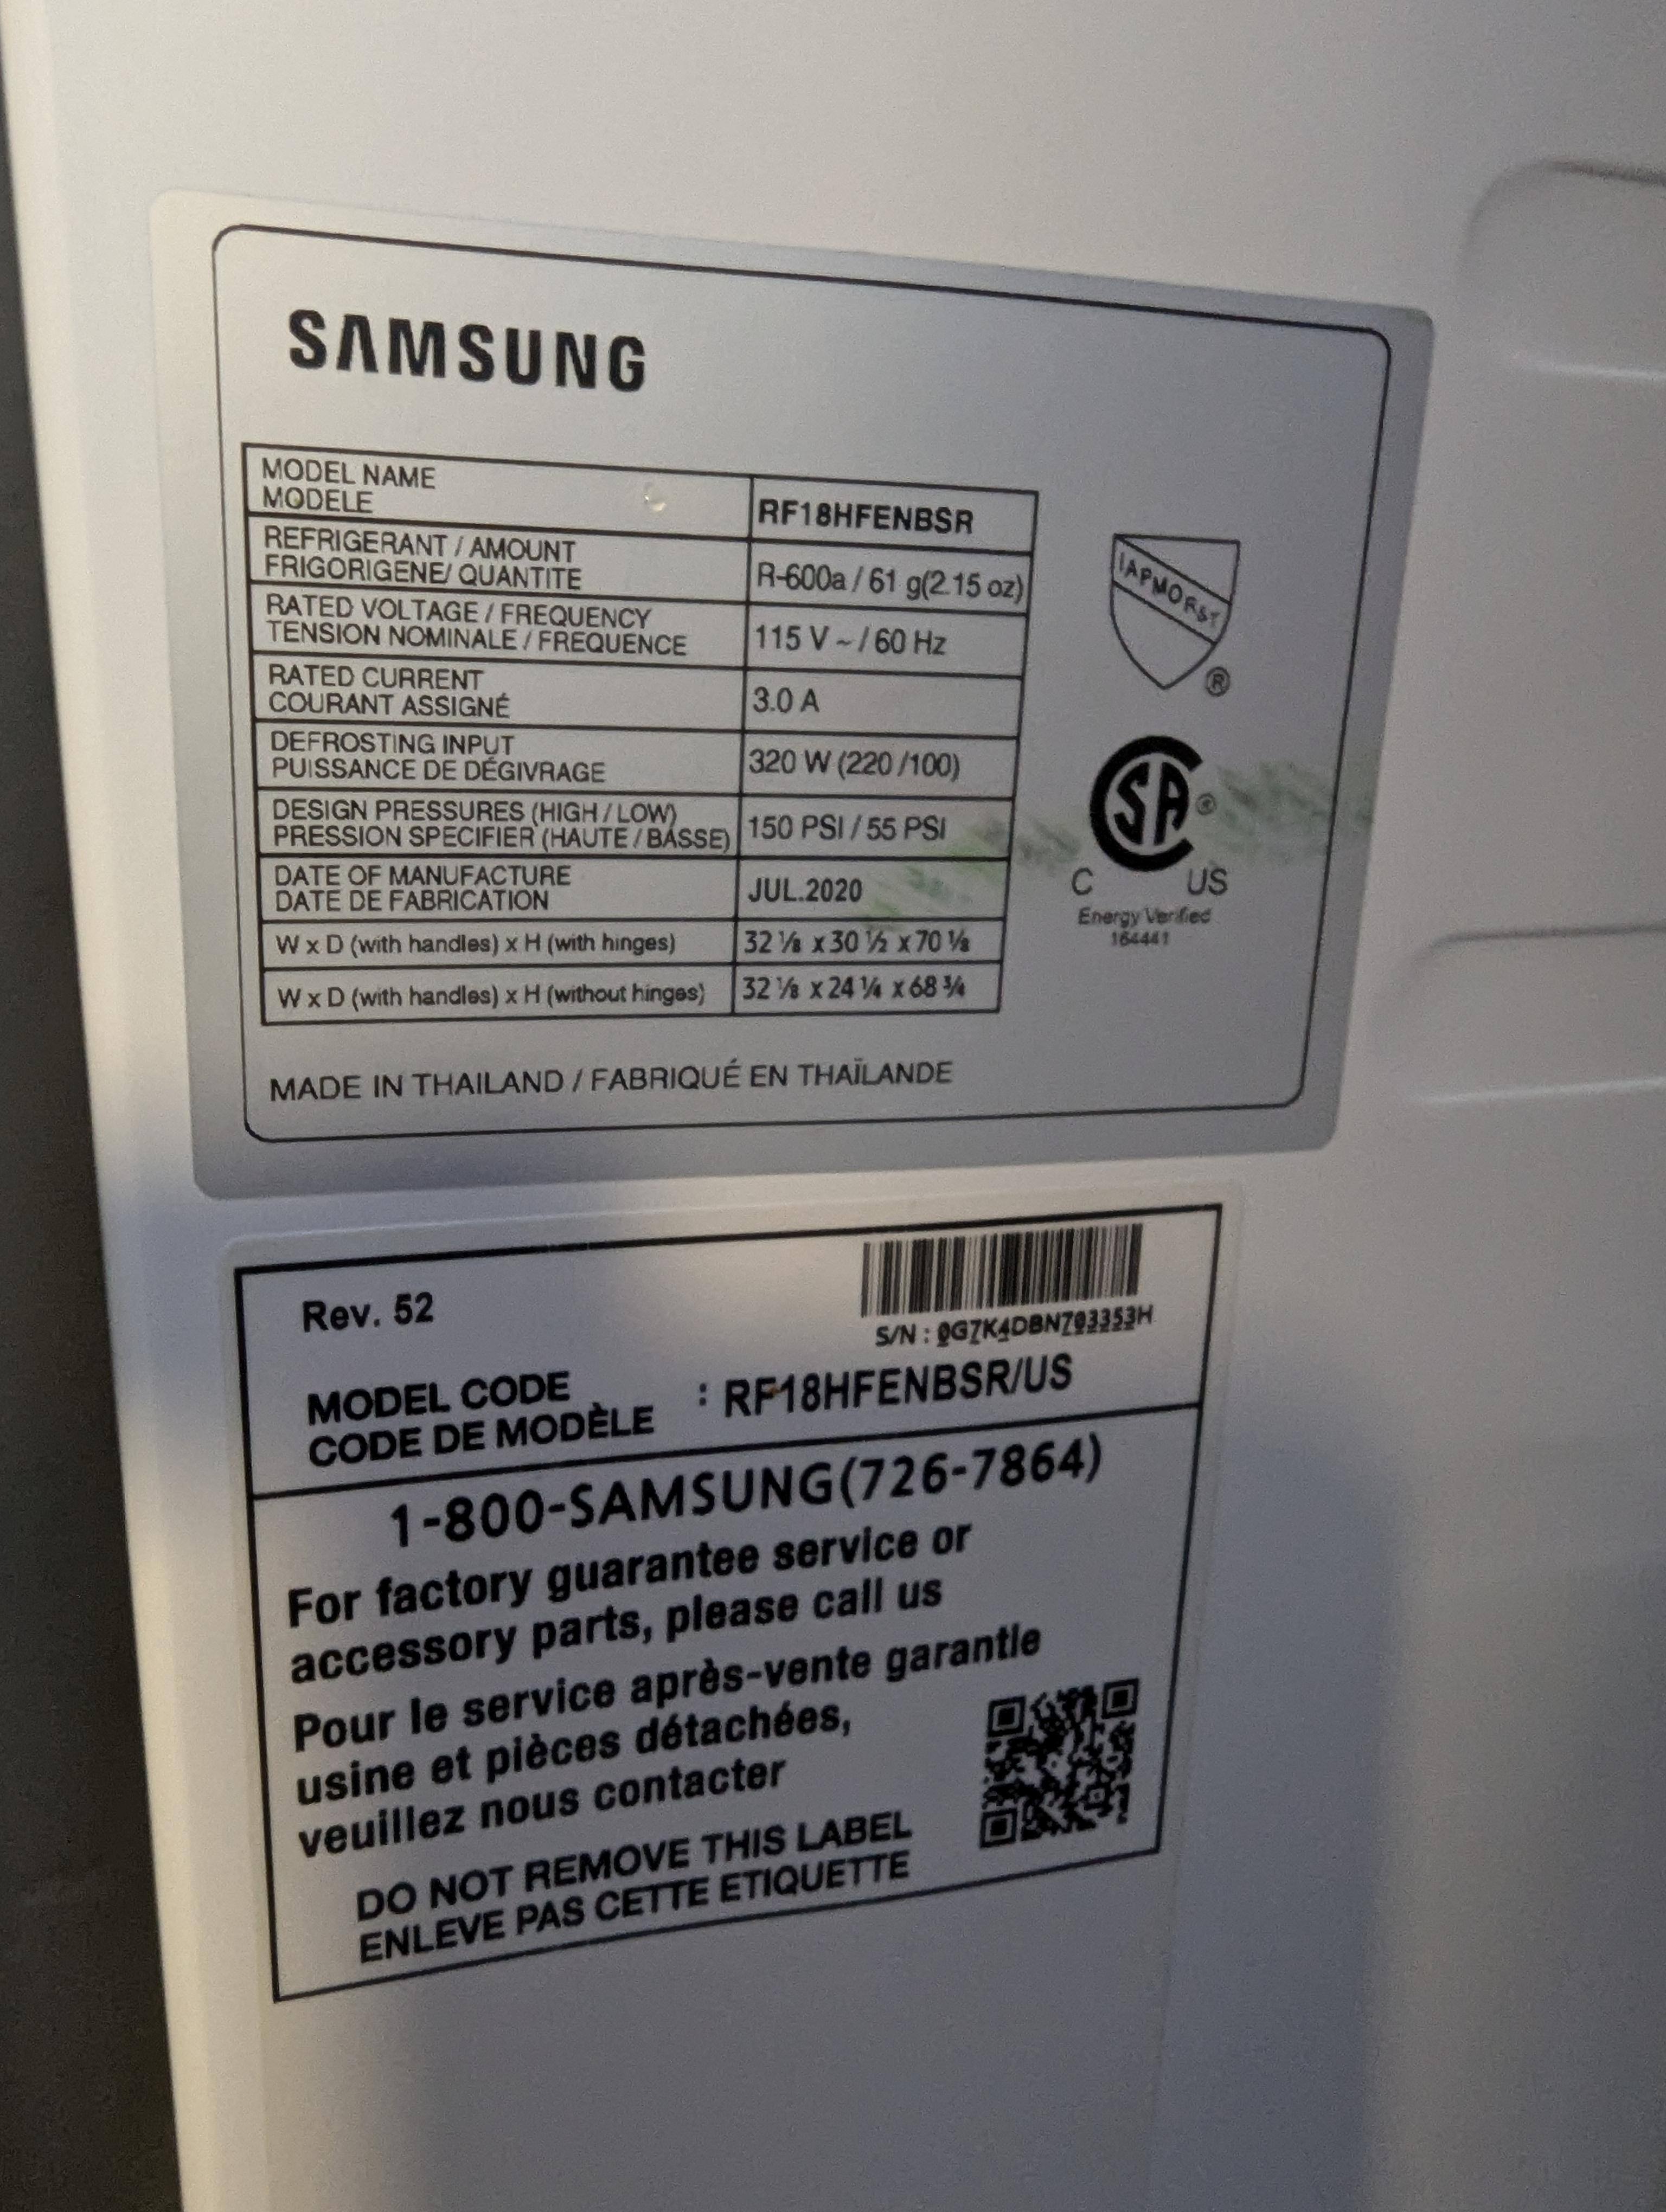 SAMSUNG
MODEL NAME
MODELE
RF18HFENBSR
REFRIGERANT / AMOUNT
FRIGORIGENE/ QUANTITE
R-600a / 61 g(2.15 oz)
RATED VOLTAGE / FREQUENCY
TENSION NOMINALE / FREQUENCE
115 V ~ / 60 Hz
RATED CURRENT
COURANT ASSIGNÉ
3.0 A
DEFROSTING INPUT
PUISSANCE DE DÉGIVRAGE
320 W (220 /100)
DESIGN PRESSURES (HIGH / LOW)
PRESSION SPECIFIER (HAUTE / BASSE)
150 PSI / 55 PSI
DATE OF MANUFACTURE
DATE DE FABRICATION
JUL.2020
W x D (with handles) x H (with hinges)
32 ⅛ x 30 ½ x 70 ⅛
W x D (with handles) x H (without hinges)
32 ⅛ x 24 ¼ x 68 ¾
MADE IN THAILAND / FABRIQUÉ EN THAÏLANDE
IAPMO R&T
®
SA ®
C US
Energy Verified
164441
Rev. 52
S/N : 0G7K4DBN703353H
MODEL CODE
CODE DE MODÈLE
: RF18HFENBSR/US
1-800-SAMSUNG(726-7864)
For factory guarantee service or
accessory parts, please call us
Pour le service après-vente garantie
usine et pièces détachées,
veuillez nous contacter
DO NOT REMOVE THIS LABEL
ENLEVE PAS CETTE ETIQUETTE